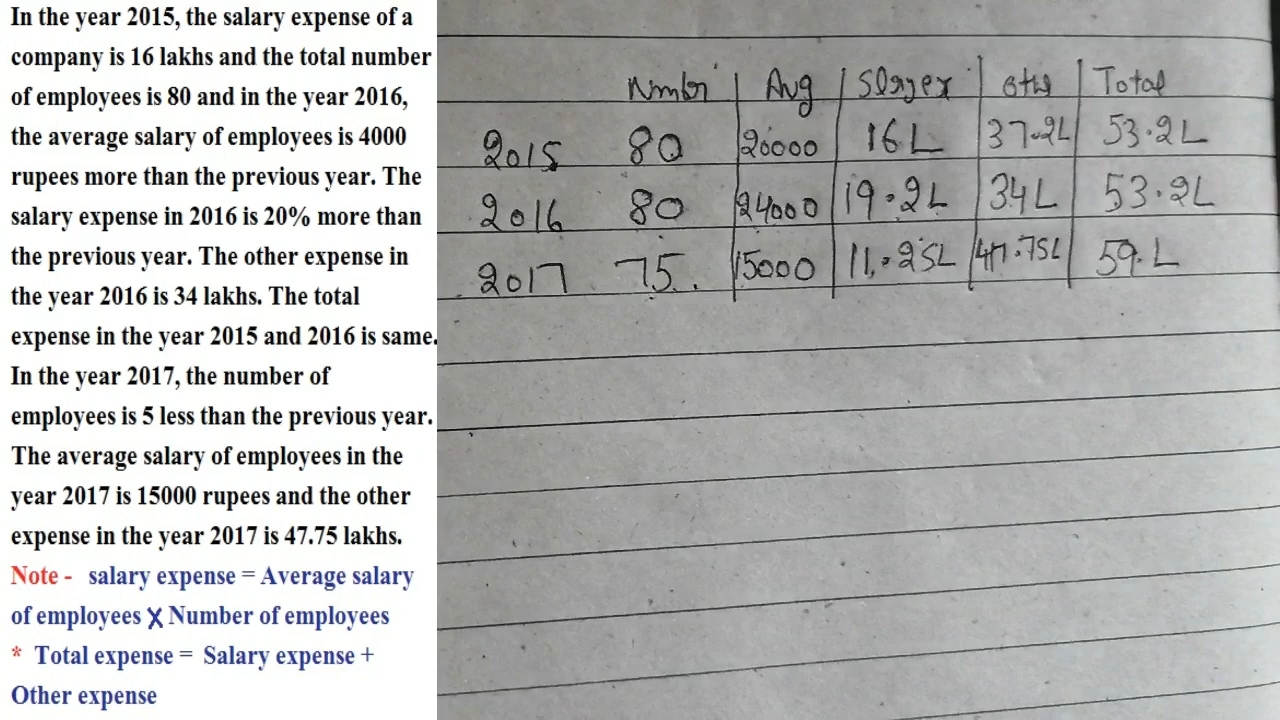 In the year 2015, the salary expense of a
company is 16 lakhs and the total number
of employees is 80 and in the year 2016,
the average salary of employees is 4000
rupees more than the previous year. The
salary expense in 2016 is 20% more than
the previous year. The other expense in
the year 2016 is 34 lakhs. The total
expense in the year 2015 and 2016 is same.
In the year 2017, the number of
employees is 5 less than the previous year.
The average salary of employees in the
year 2017 is 15000 rupees and the other
expense in the year 2017 is 47.75 lakhs.
Note - salary expense = Average salary
of employees X Number of employees
* Total expense = Salary expense +
Other expense
Avg Total
2015 80 20000 16L 37.2L 53.2L
2016 80 24000 19.2L 34L 53.2L
2017 75 15000 11.25L 47.75L 59.L